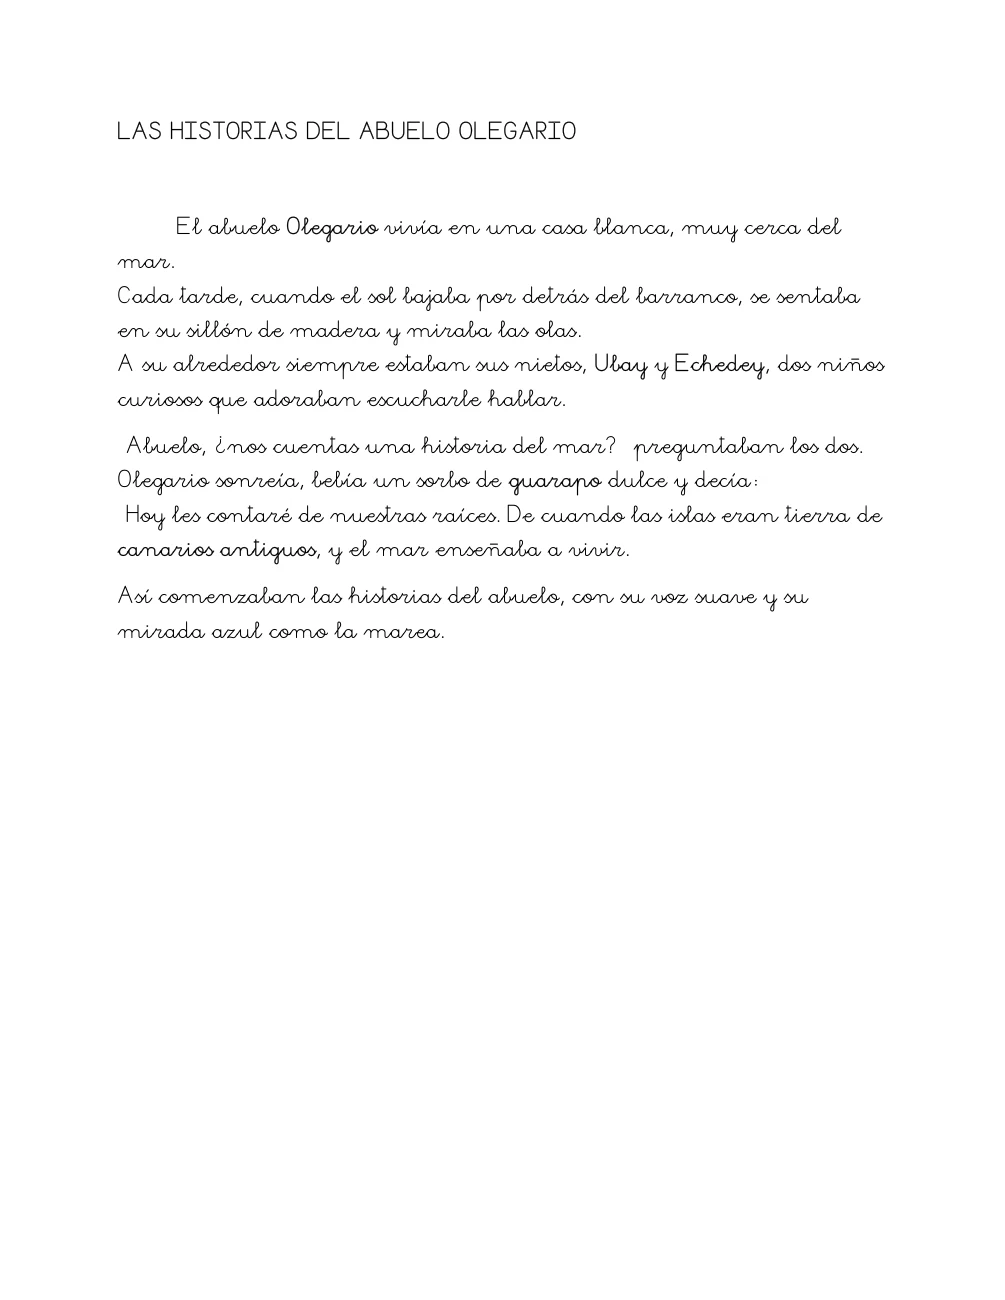 LAS HISTORIAS DEL ABUELO OLEGARIO
El abuelo Olegario vivía en una casa blanca, muy cerca del
mar.
Cada tarde, cuando el sol bajaba por detrás del barranco, se sentaba
en su sillón de madera y miraba las olas.
A su alrededor siempre estaban sus nietos, Ubay y Echedey, dos niños
curiosos que adoraban escucharle hablar.
Abuelo, ¿nos cuentas una historia del mar? preguntaban los dos.
Olegario sonreía, bebía un sorbo de guarapo dulce y decía:
Hoy les contaré de nuestras raíces. De cuando las islas eran tierra de
canarios antiguos, y el mar enseñaba a vivir.
Así comenzaban las historias del abuelo, con su voz suave y su
mirada azul como la marea.